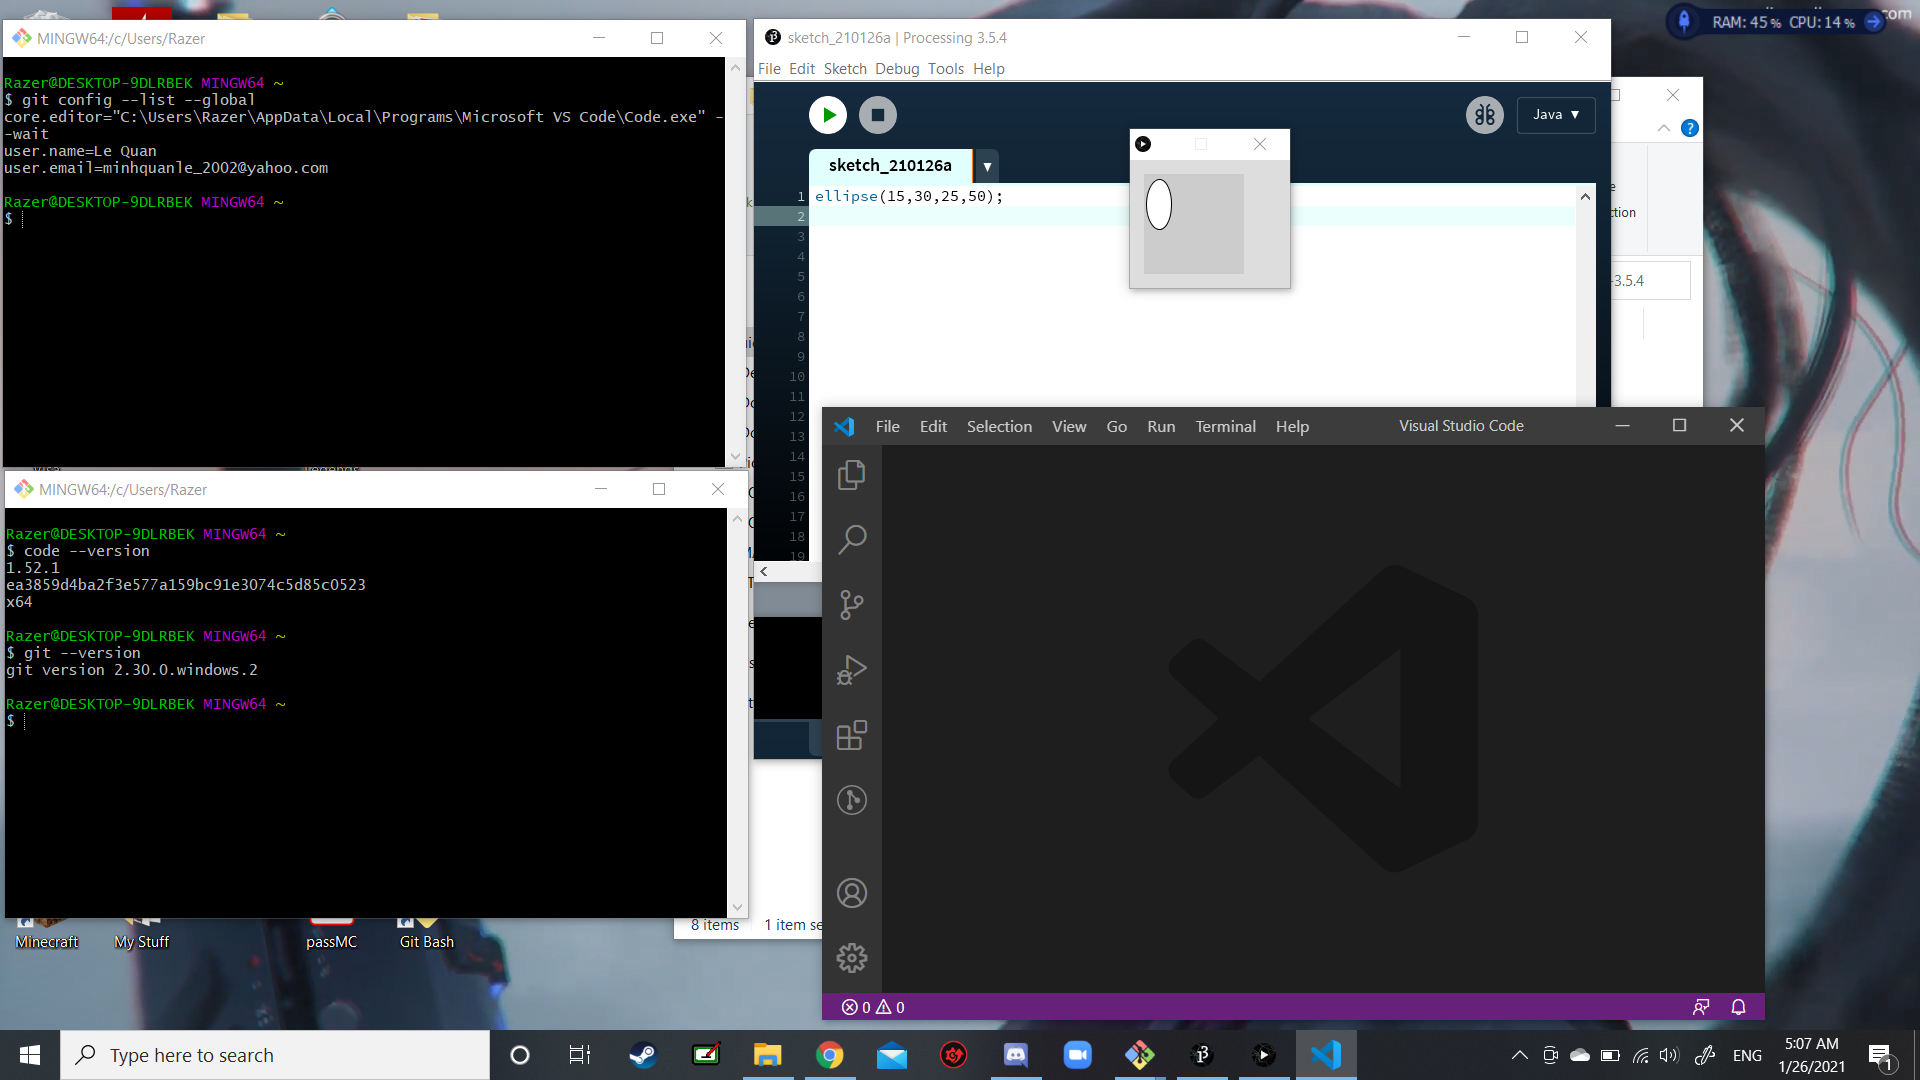 MINGW64:/c/Users/Razer
Razer@DESKTOP-9DLRBEK MINGW64 ~
$ git config --list --global
core.editor="C:\Users\Razer\AppData\Local\Programs\Microsoft VS Code\Code.exe" -
-wait
user.name=Le Quan
user.email=minhquanle_2002@yahoo.com
Razer@DESKTOP-9DLRBEK MINGW64 ~
$
MINGW64:/c/Users/Razer
Razer@DESKTOP-9DLRBEK MINGW64 ~
$ code --version
1.52.1
ea3859d4ba2f3e577a159bc91e3074c5d85c0523
x64
Razer@DESKTOP-9DLRBEK MINGW64 ~
$ git --version
git version 2.30.0.windows.2
Razer@DESKTOP-9DLRBEK MINGW64 ~
$
sketch_210126a | Processing 3.5.4
File Edit Sketch Debug Tools Help
Java ▼
sketch_210126a ▼
1 ellipse(15,30,25,50);
2
3
4
5
6
7
8
9
10
11
12
13
14
15
16
17
18
19
RAM: 45% CPU: 14%
-3.5.4
File Edit Selection View Go Run Terminal Help Visual Studio Code
0 0
8 items
Minecraft
My Stuff
passMC
Git Bash
Type here to search
ENG
5:07 AM
1/26/2021
1